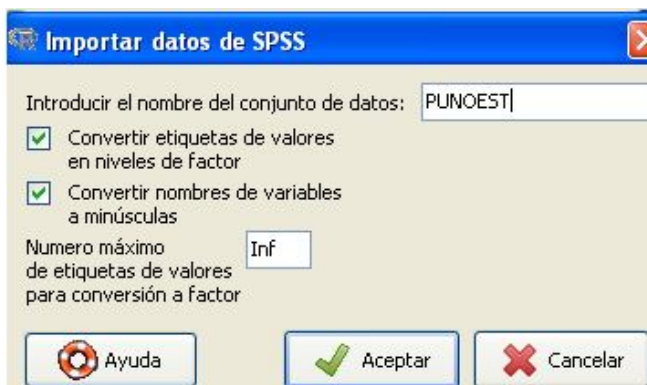 Importar datos de SPSS
Introducir el nombre del conjunto de datos: PUNOEST
Convertir etiquetas de valores
en niveles de factor
Convertir nombres de variables
a minúsculas
Numero máximo Inf
de etiquetas de valores
para conversión a factor
Ayuda Aceptar Cancelar